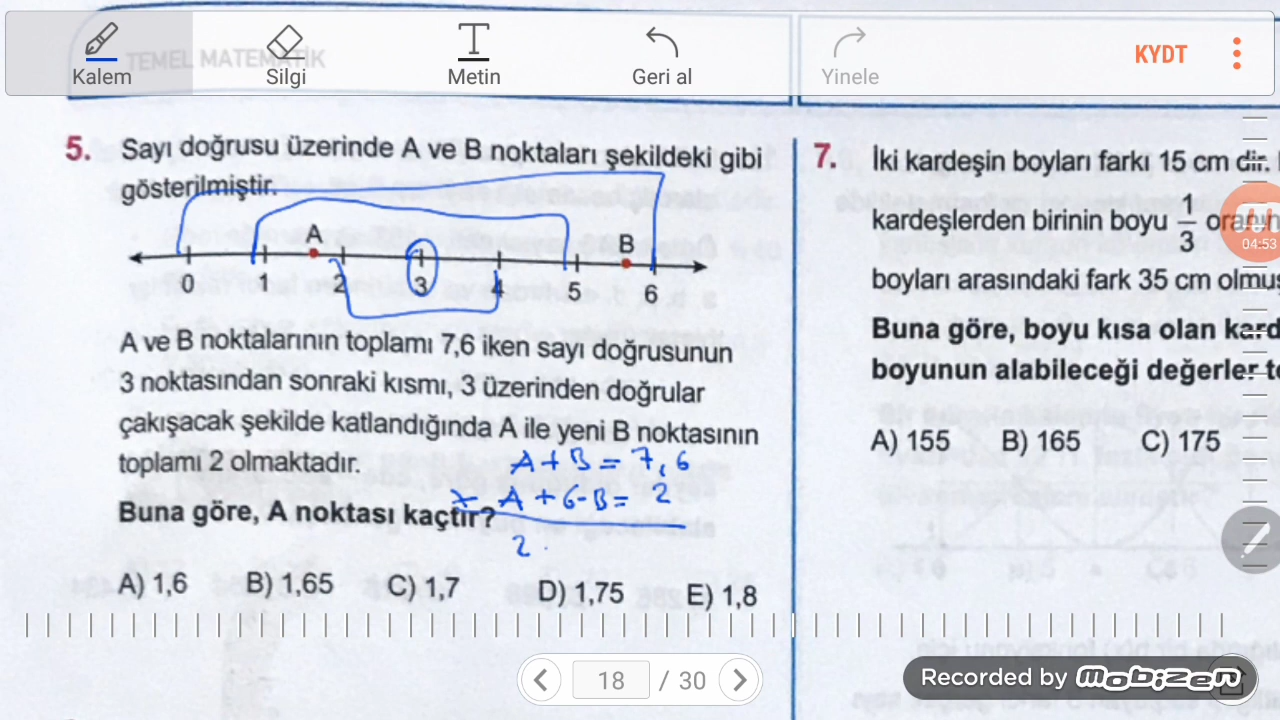 Kalem
Silgi
Metin
Geri al
Yinele
KYDT
TEMEL MATEMATİK
04:53
5. Sayı doğrusu üzerinde A ve B noktaları şekildeki gibi
gösterilmiştir.
A B
0 1 2 3 4 5 6
A ve B noktalarının toplamı 7,6 iken sayı doğrusunun
3 noktasından sonraki kısmı, 3 üzerinden doğrular
çakışacak şekilde katlandığında A ile yeni B noktasının
toplamı 2 olmaktadır.
A + B = 7,6
+ A + 6 - B = 2
2
Buna göre, A noktası kaçtır?
A) 1,6 B) 1,65 C) 1,7 D) 1,75 E) 1,8
7. İki kardeşin boyları farkı 15 cm dir.
kardeşlerden birinin boyu 1/3
boyları arasındaki fark 35 cm
Buna göre, boyu kısa olan
boyunun alabileceği değerler
A) 155 B) 165 C) 175
18 / 30
Recorded by mobizen